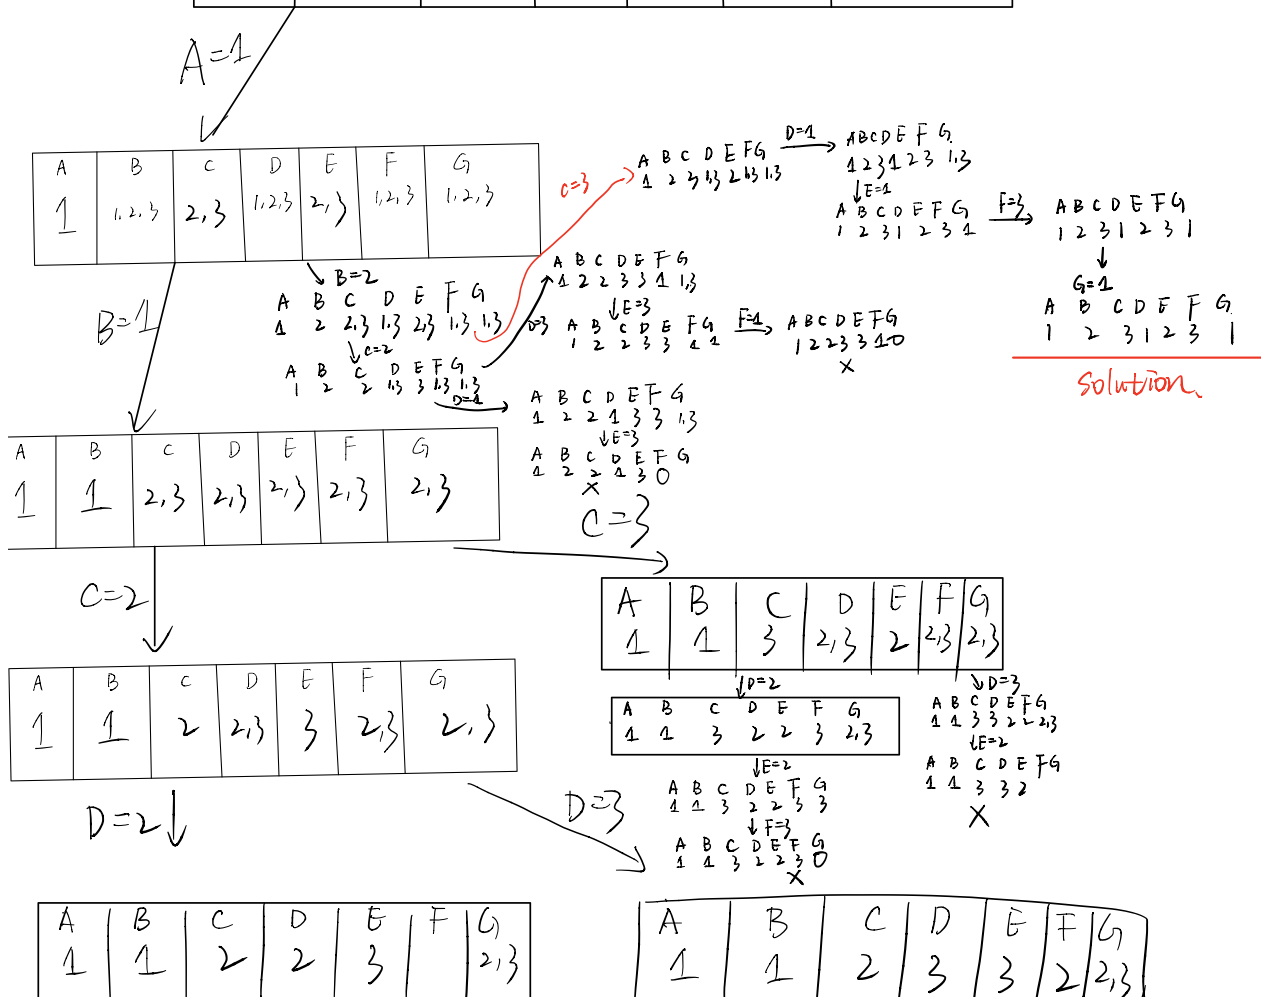 A=1
A B C D E F G
1 1,2,3 2,3 1,2,3 2,3 1,2,3 1,2,3
B=1
B=2
A B C D E F G
1 2 2,3 1,3 2,3 1,3 1,3
C=2
A B C D E F G
1 2 2 1,3 3 1,3 1,3
C=3
A B C D E F G
1 2 3 1,3 2 1,3 1,3
D=1
A B C D E F G
1 2 3 1 2 3 1,3
E=1
A B C D E F G
1 2 3 1 2 3 1
F=3
A B C D E F G
1 2 3 1 2 3 1
G=1
A B C D E F G
1 2 3 1 2 3 1
Solution.
D=3
A B C D E F G
1 2 2 3 3 1 1,3
E=3
A B C D E F G
1 2 2 3 3 1 1
F=1
A B C D E F G
1 2 2 3 3 1 0
X
D=1
A B C D E F G
1 2 2 1 3 3 1,3
E=3
A B C D E F G
1 2 2 1 3 0
X
A B C D E F G
1 1 2,3 2,3 2,3 2,3 2,3
C=3
A B C D E F G
1 1 3 2,3 2 2,3 2,3
D=2
A B C D E F G
1 1 3 2 2 3 2,3
E=2
A B C D E F G
1 1 3 2 2 3 3
F=3
A B C D E F G
1 1 3 2 2 3 0
X
D=3
A B C D E F G
1 1 3 3 2 2 2,3
E=2
A B C D E F G
1 1 3 3 2
X
C=2
A B C D E F G
1 1 2 2,3 3 2,3 2,3
D=2
D=3
A B C D E F G
1 1 2 2 3 2,3
A B C D E F G
1 1 2 3 3 2 2,3